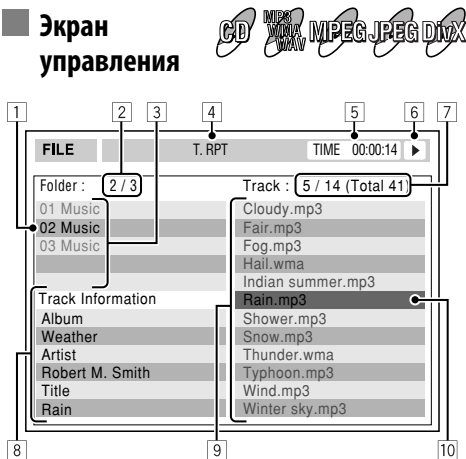 Экран
управления
CD
MP3
WMA
WAV
MPEG
JPEG
DivX
1 2 3 4 5 6 7
FILE T. RPT TIME 00:00:14
Folder : 2 / 3 Track : 5 / 14 (Total 41)
01 Music Cloudy.mp3
02 Music Fair.mp3
03 Music Fog.mp3
Hail.wma
Indian summer.mp3
Track Information Rain.mp3
Album Shower.mp3
Weather Snow.mp3
Artist Thunder.wma
Robert M. Smith Typhoon.mp3
Title Wind.mp3
Rain Winter sky.mp3
8 9 10